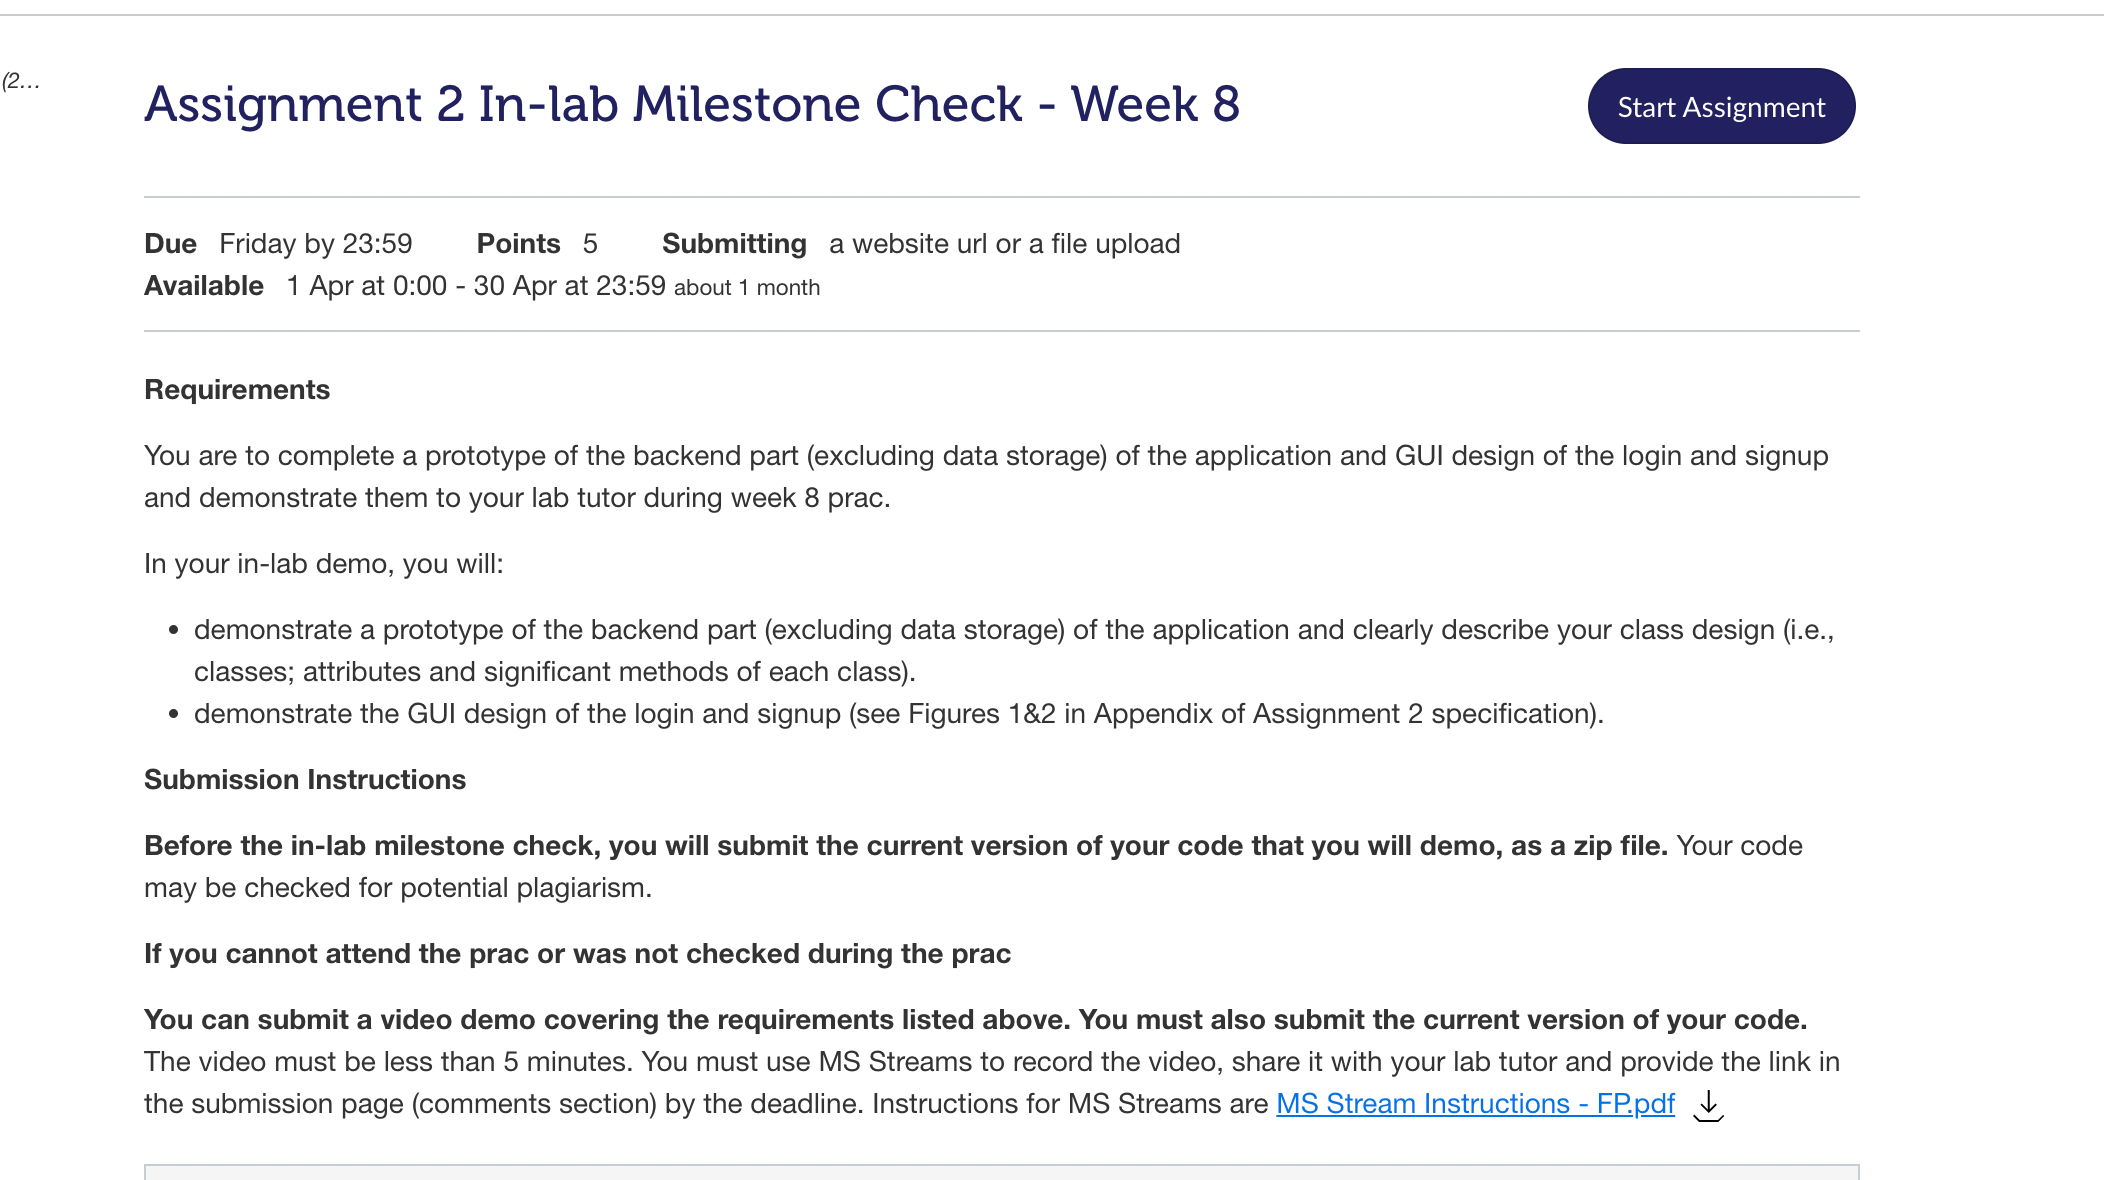 (2...
Assignment 2 In-lab Milestone Check - Week 8
Start Assignment
Due Friday by 23:59 Points 5 Submitting a website url or a file upload
Available 1 Apr at 0:00 - 30 Apr at 23:59 about 1 month
Requirements
You are to complete a prototype of the backend part (excluding data storage) of the application and GUI design of the login and signup
and demonstrate them to your lab tutor during week 8 prac.
In your in-lab demo, you will:
• demonstrate a prototype of the backend part (excluding data storage) of the application and clearly describe your class design (i.e.,
classes; attributes and significant methods of each class).
• demonstrate the GUI design of the login and signup (see Figures 1&2 in Appendix of Assignment 2 specification).
Submission Instructions
Before the in-lab milestone check, you will submit the current version of your code that you will demo, as a zip file. Your code
may be checked for potential plagiarism.
If you cannot attend the prac or was not checked during the prac
You can submit a video demo covering the requirements listed above. You must also submit the current version of your code.
The video must be less than 5 minutes. You must use MS Streams to record the video, share it with your lab tutor and provide the link in
the submission page (comments section) by the deadline. Instructions for MS Streams are MS Stream Instructions - FP.pdf